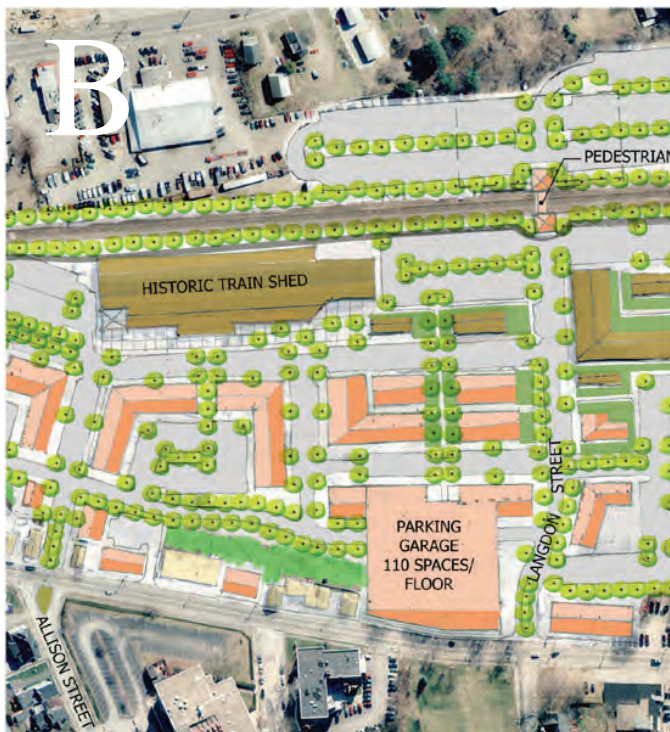 B
PEDESTRIAN
HISTORIC TRAIN SHED
LANGDON STREET
PARKING
GARAGE
110 SPACES/
FLOOR
ALLISON STREET